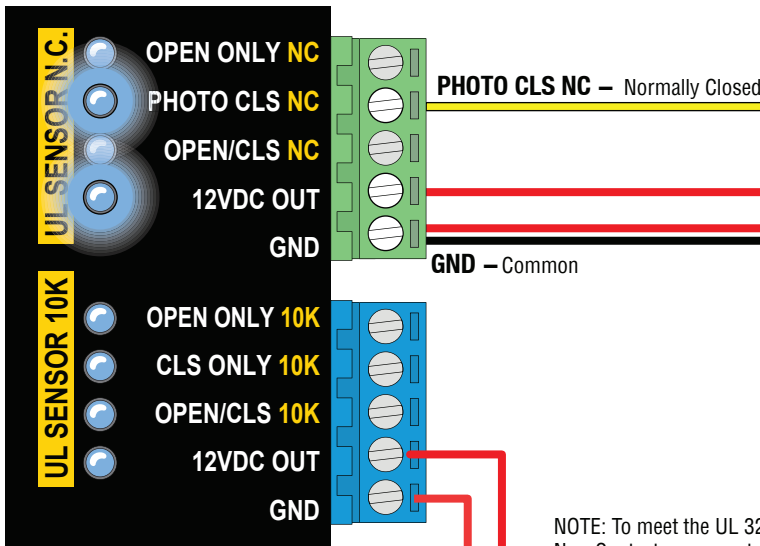 UL SENSOR N.C.
OPEN ONLY NC
PHOTO CLS NC
OPEN/CLS NC
12VDC OUT
GND
PHOTO CLS NC – Normally Closed
GND – Common
UL SENSOR 10K
OPEN ONLY 10K
CLS ONLY 10K
OPEN/CLS 10K
12VDC OUT
GND
NOTE: To meet the UL 32